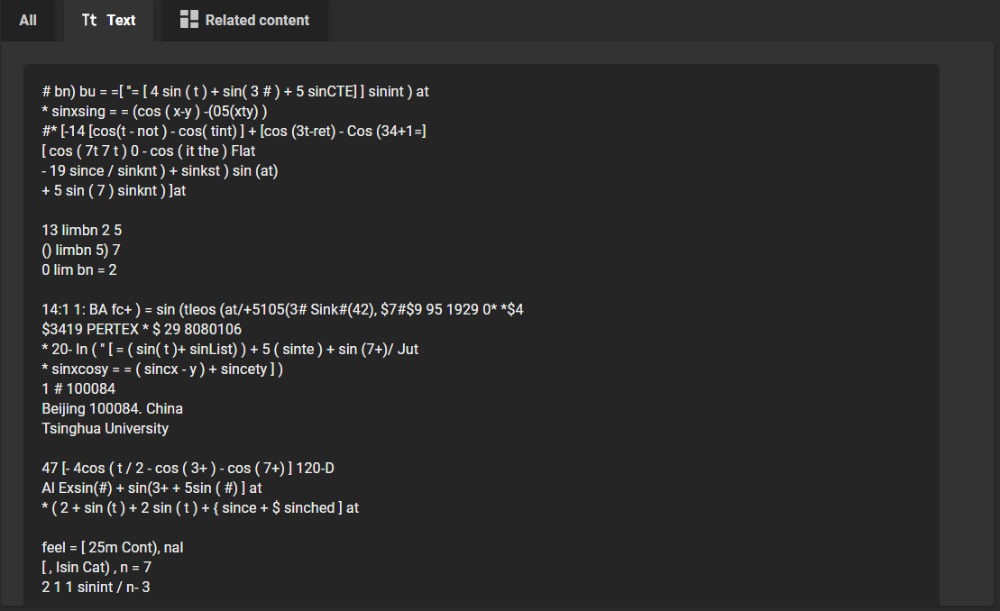 All
Tt Text
Related content
# bn) bu = =[ "= [ 4 sin ( t ) + sin( 3 # ) + 5 sinCTE] ] sinint ) at
* sinxsing = = (cos ( x-y ) -(05(xty) )
#* [-14 [cos(t - not ) - cos( tint) ] + [cos (3t-ret) - Cos (34+1=]
[ cos ( 7t 7 t ) 0 - cos ( it the ) Flat
- 19 since / sinknt ) + sinkst ) sin (at)
+ 5 sin ( 7 ) sinknt ) ]at
13 limbn 2 5
() limbn 5) 7
0 lim bn = 2
14:1 1: BA fc+ ) = sin (tleos (at/+5105(3# Sink#(42), $7#$9 95 1929 0* *$4
$3419 PERTEX * $ 29 8080106
* 20- In ( " [ = ( sin( t )+ sinList) ) + 5 ( sinte ) + sin (7+)/ Jut
* sinxcosy = = ( sincx - y ) + sincety ] )
1 # 100084
Beijing 100084. China
Tsinghua University
47 [- 4cos ( t / 2 - cos ( 3+ ) - cos ( 7+) ] 120-D
Al Exsin(#) + sin(3+ + 5sin ( #) ] at
* ( 2 + sin (t ) + 2 sin ( t ) + { since + $ sinched ] at
feel = [ 25m Cont), nal
[ , Isin Cat) , n = 7
2 1 1 sinint / n- 3